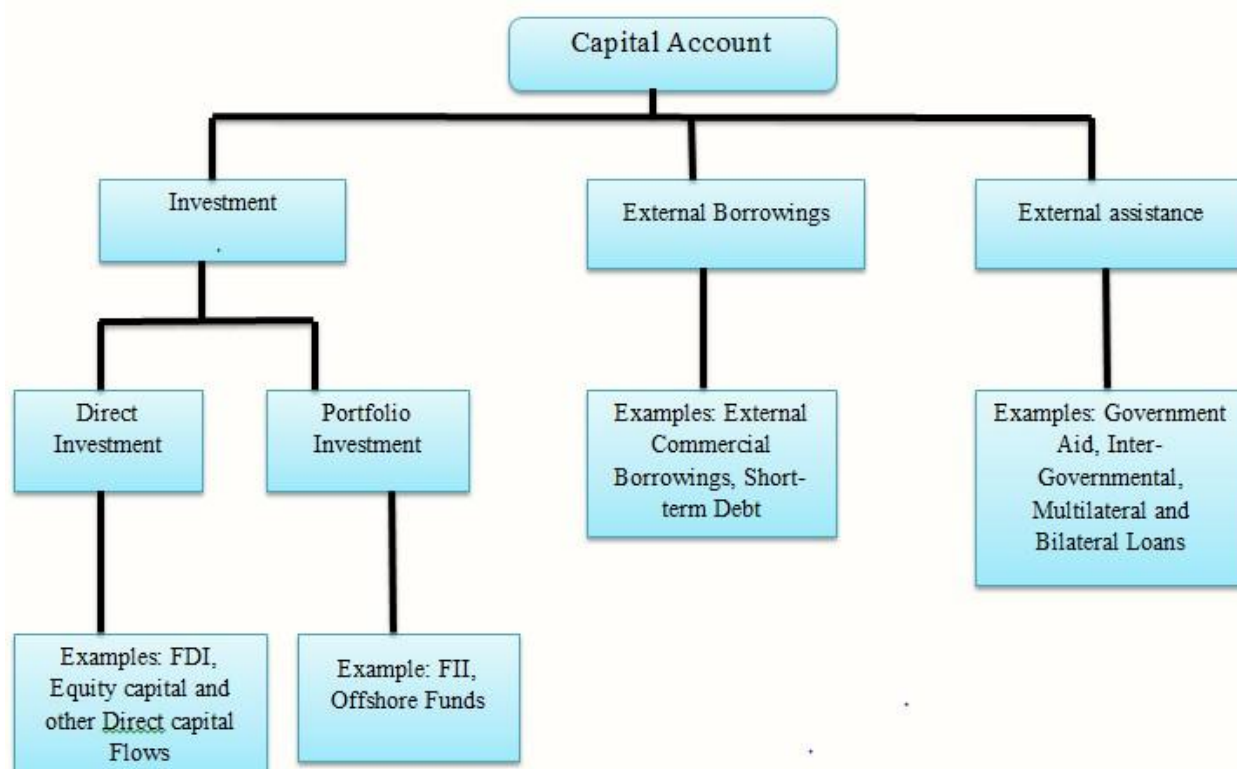 Capital Account
Investment
External Borrowings
External assistance
Direct
Investment
Portfolio
Investment
Examples: External
Commercial
Borrowings, Short-
term Debt
Examples: Government
Aid, Inter-
Governmental,
Multilateral and
Bilateral Loans
Examples: FDI,
Equity capital and
other Direct capital
Flows
Example: FII,
Offshore Funds